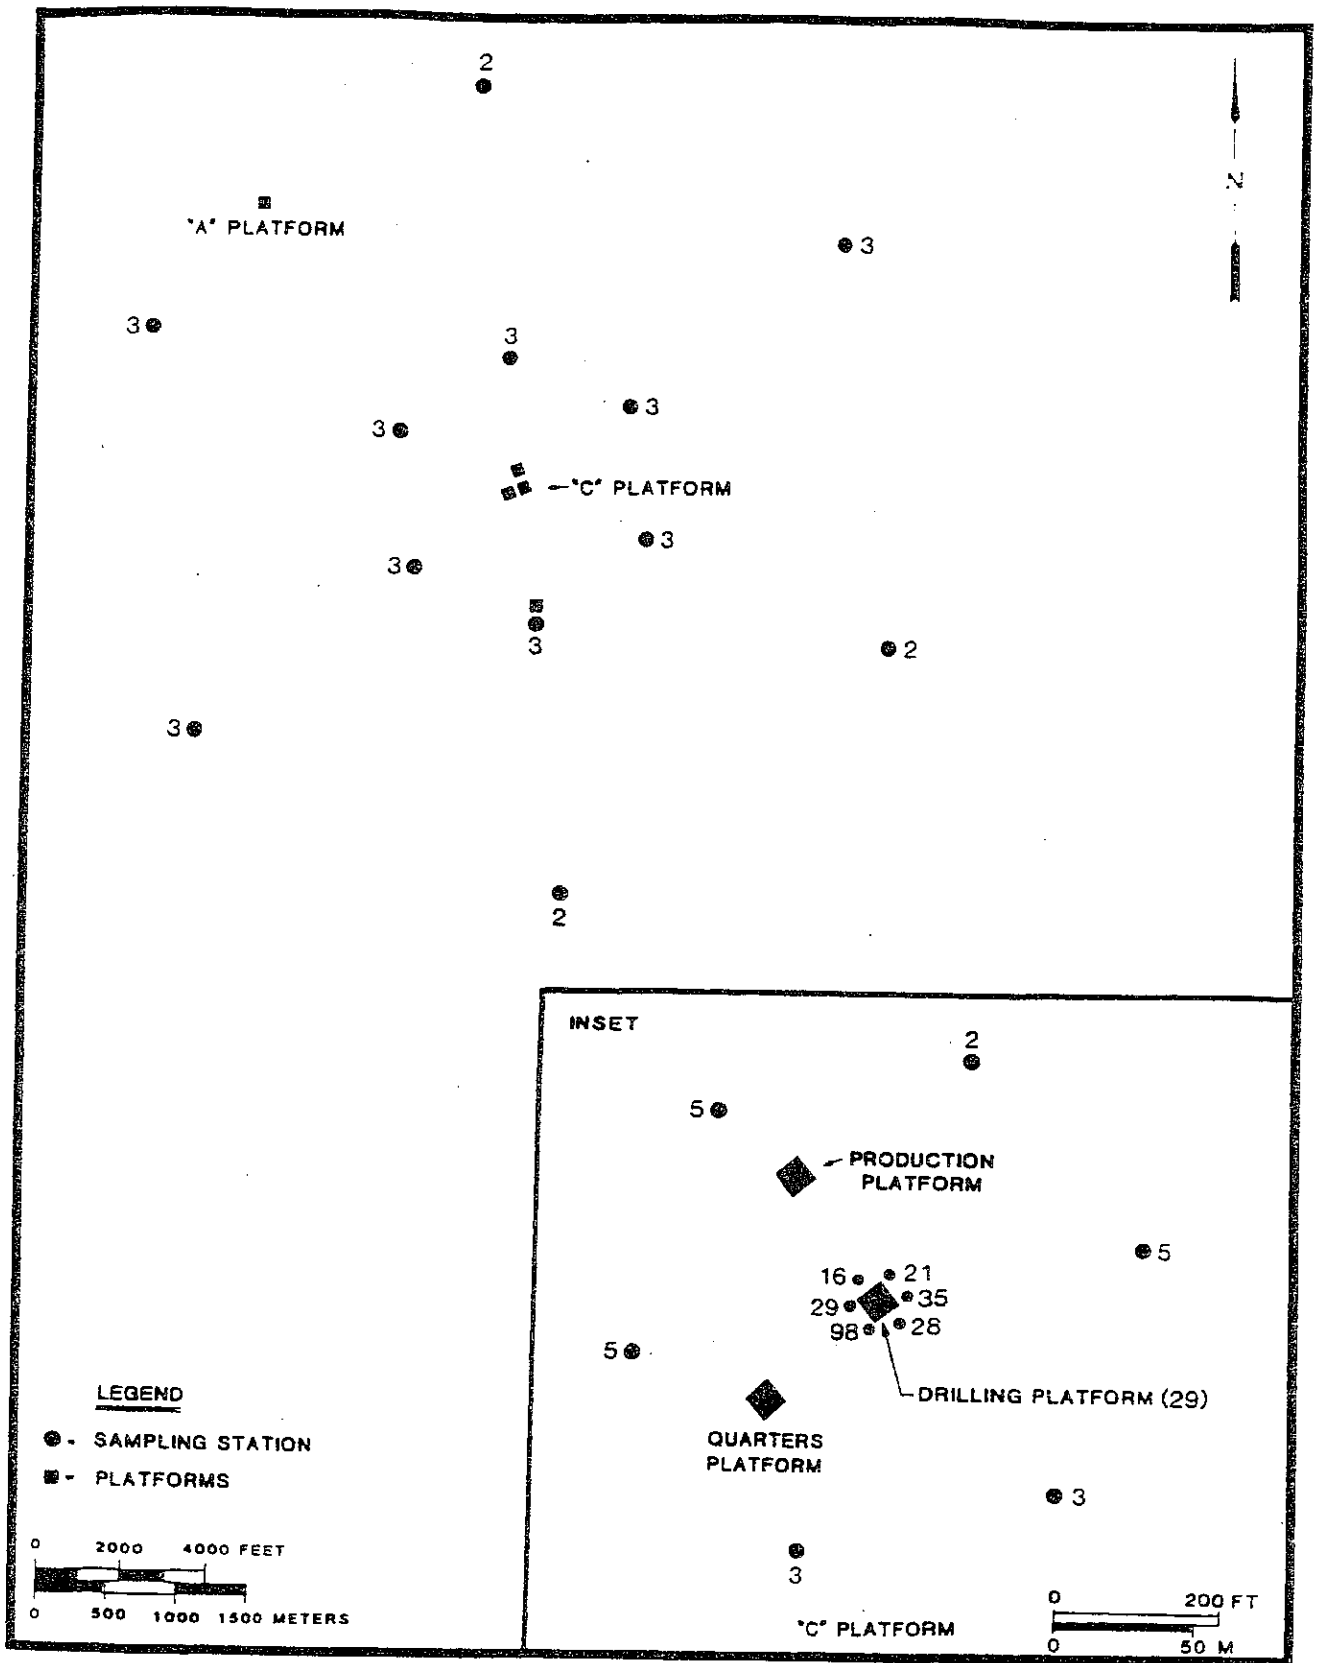 2
N
"A" PLATFORM
3
3
3
3
3
"C" PLATFORM
3
3
3
2
3
2
INSET
2
5
PRODUCTION
PLATFORM
5
16
21
29
35
98
28
5
DRILLING PLATFORM (29)
QUARTERS
PLATFORM
3
3
"C" PLATFORM
0 200 FT
0 50 M
LEGEND
- SAMPLING STATION
- PLATFORMS
0 2000 4000 FEET
0 500 1000 1500 METERS